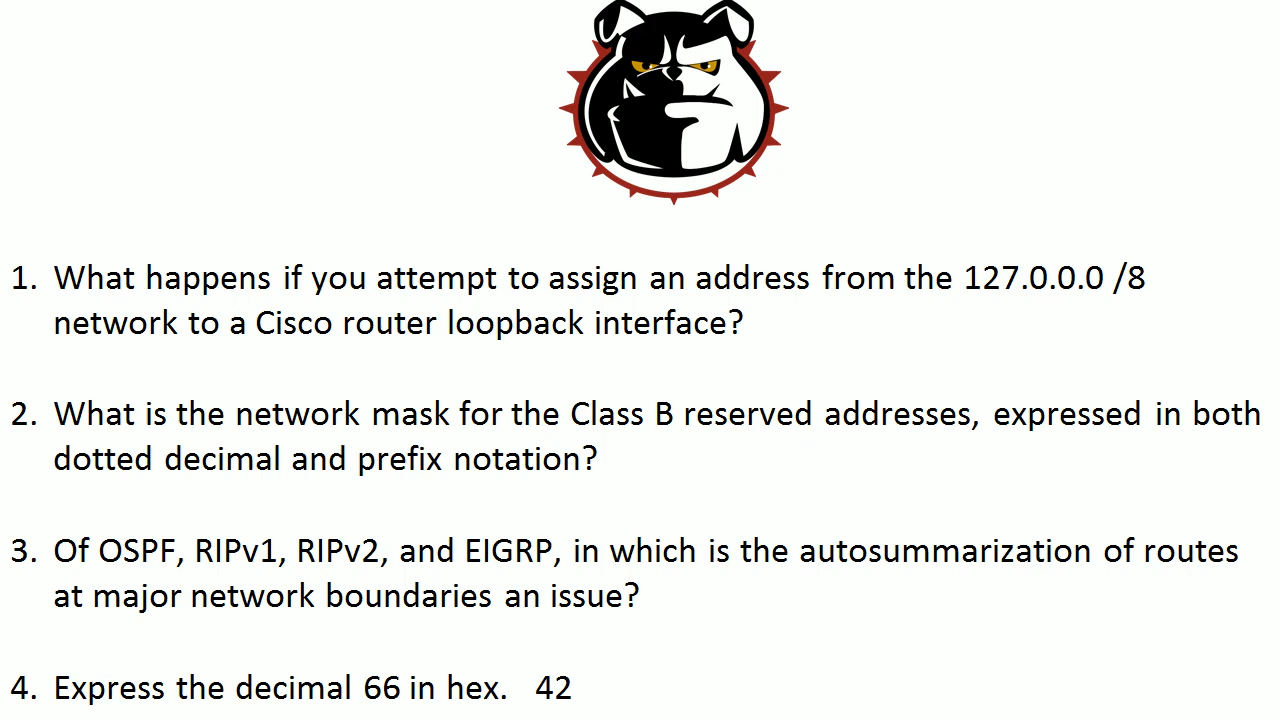 1. What happens if you attempt to assign an address from the 127.0.0.0 /8
network to a Cisco router loopback interface?
2. What is the network mask for the Class B reserved addresses, expressed in both
dotted decimal and prefix notation?
3. Of OSPF, RIPv1, RIPv2, and EIGRP, in which is the autosummarization of routes
at major network boundaries an issue?
4. Express the decimal 66 in hex. 42